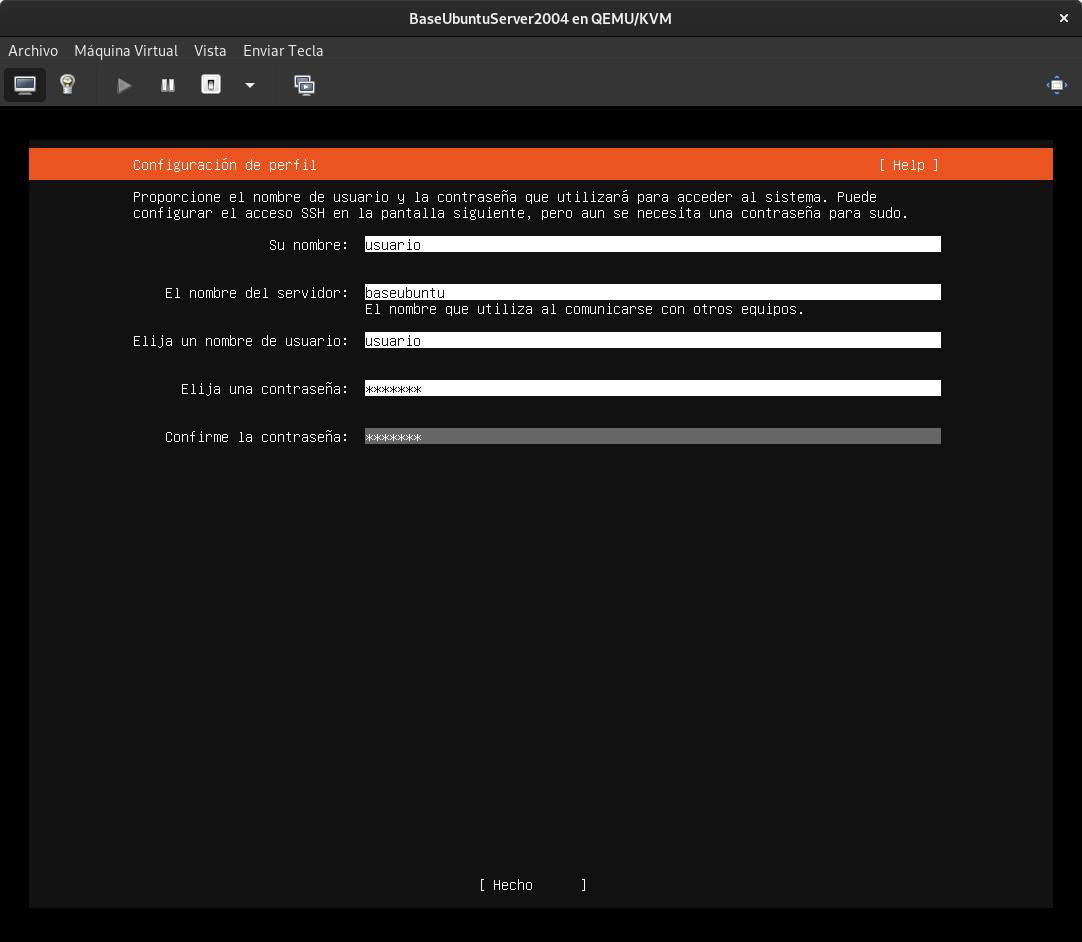 BaseUbuntuServer2004 en QEMU/KVM
Archivo Máquina Virtual Vista Enviar Tecla
Configuración de perfil [ Help ]
Proporcione el nombre de usuario y la contraseña que utilizará para acceder al sistema. Puede
configurar el acceso SSH en la pantalla siguiente, pero aun se necesita una contraseña para sudo.
Su nombre: usuario
El nombre del servidor: baseubuntu
El nombre que utiliza al comunicarse con otros equipos.
Elija un nombre de usuario: usuario
Elija una contraseña: *******
Confirme la contraseña: *******
[ Hecho ]